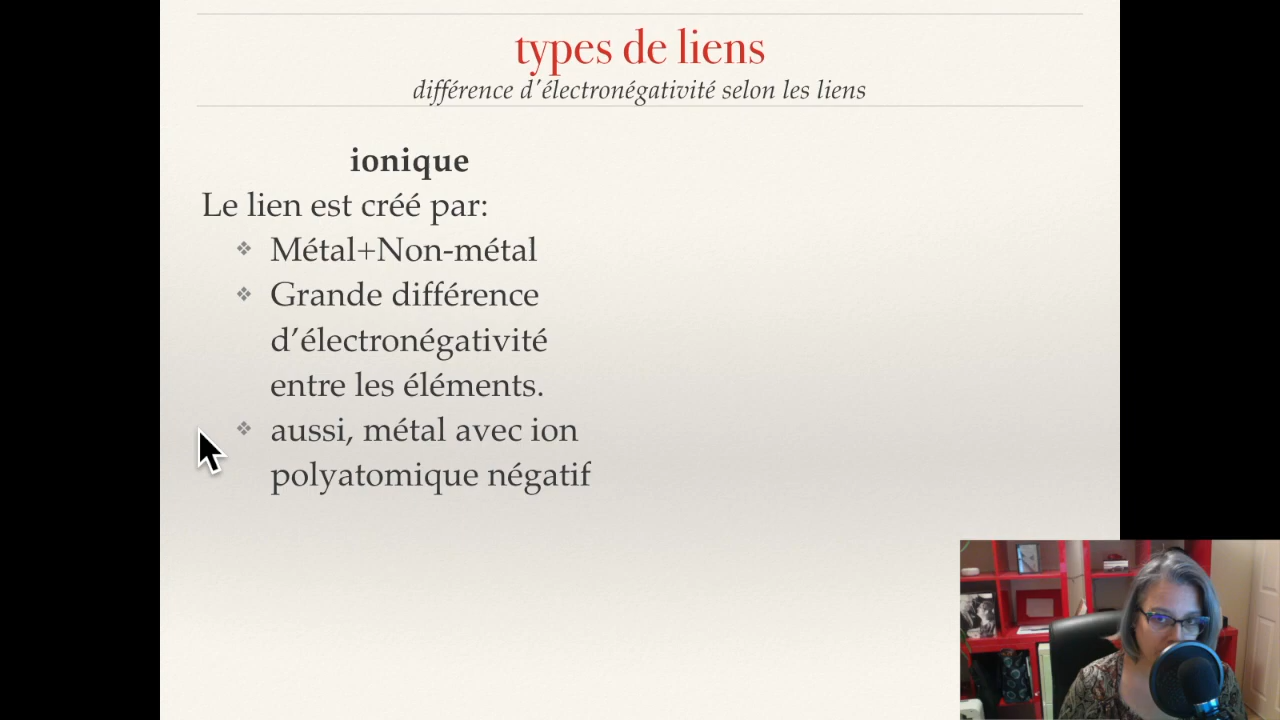 types de liens
différence d'électronégativité selon les liens
ionique
Le lien est créé par:
❖ Métal+Non-métal
❖ Grande différence
d’électronégativité
entre les éléments.
❖ aussi, métal avec ion
polyatomique négatif